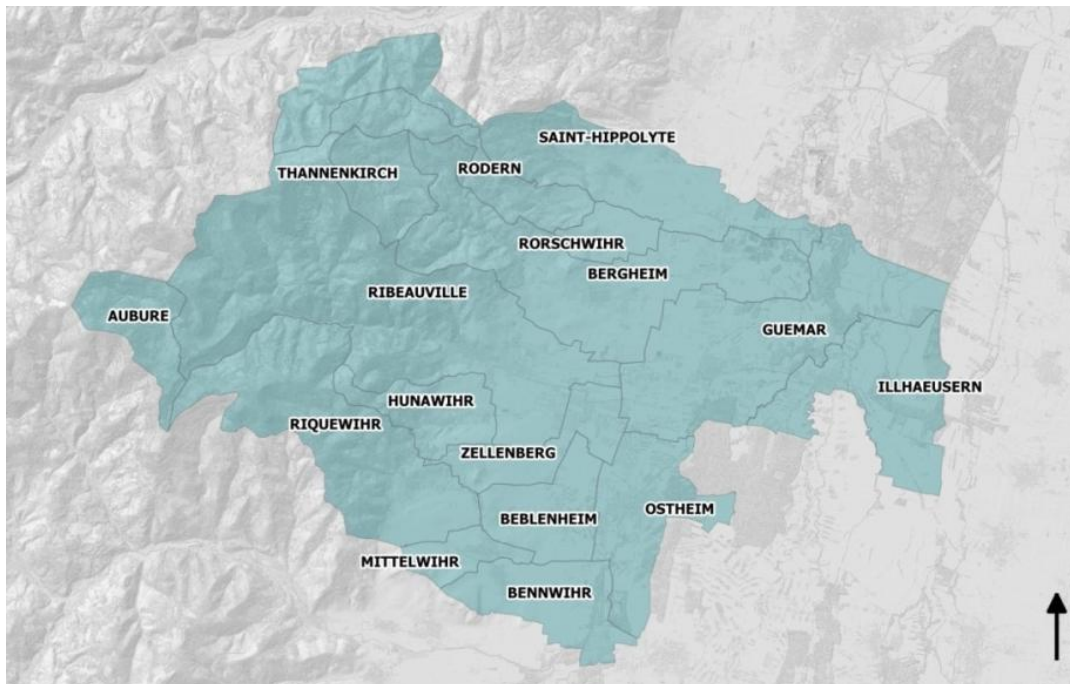 SAINT-HIPPOLYTE
THANNENKIRCH
RODERN
RORSCHWIHR
BERGHEIM
RIBEAUVILLE
AUBURE
GUEMAR
ILLHAEUSERN
HUNAWIHR
RIQUEWIHR
ZELLENBERG
OSTHEIM
BEBLENHEIM
MITTELWIHR
BENNWIHR